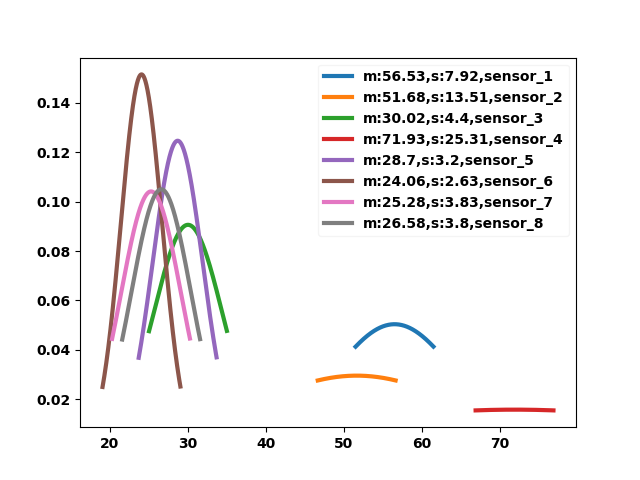 m:56.53,s:7.92,sensor_1
m:51.68,s:13.51,sensor_2
m:30.02,s:4.4,sensor_3
m:71.93,s:25.31,sensor_4
m:28.7,s:3.2,sensor_5
m:24.06,s:2.63,sensor_6
m:25.28,s:3.83,sensor_7
m:26.58,s:3.8,sensor_8
0.14
0.12
0.10
0.08
0.06
0.04
0.02
20 30 40 50 60 70